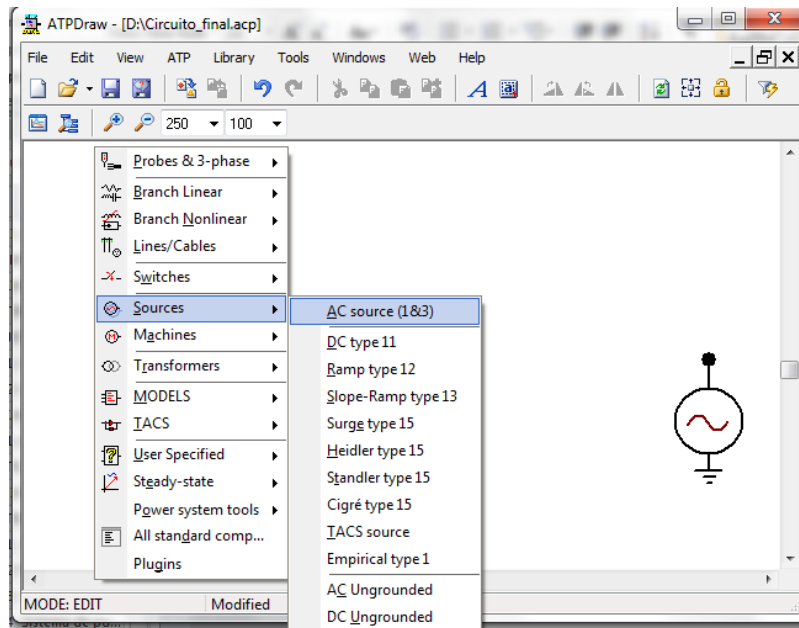 ATPDraw - [D:\Circuito_final.acp]
File Edit View ATP Library Tools Windows Web Help
250 100
Probes & 3-phase
Branch Linear
Branch Nonlinear
Lines/Cables
Switches
Sources
Machines
Transformers
MODELS
TACS
User Specified
Steady-state
Power system tools
All standard comp...
Plugins
AC source (1&3)
DC type 11
Ramp type 12
Slope-Ramp type 13
Surge type 15
Heidler type 15
Standler type 15
Cigré type 15
TACS source
Empirical type 1
AC Ungrounded
DC Ungrounded
MODE: EDIT Modified